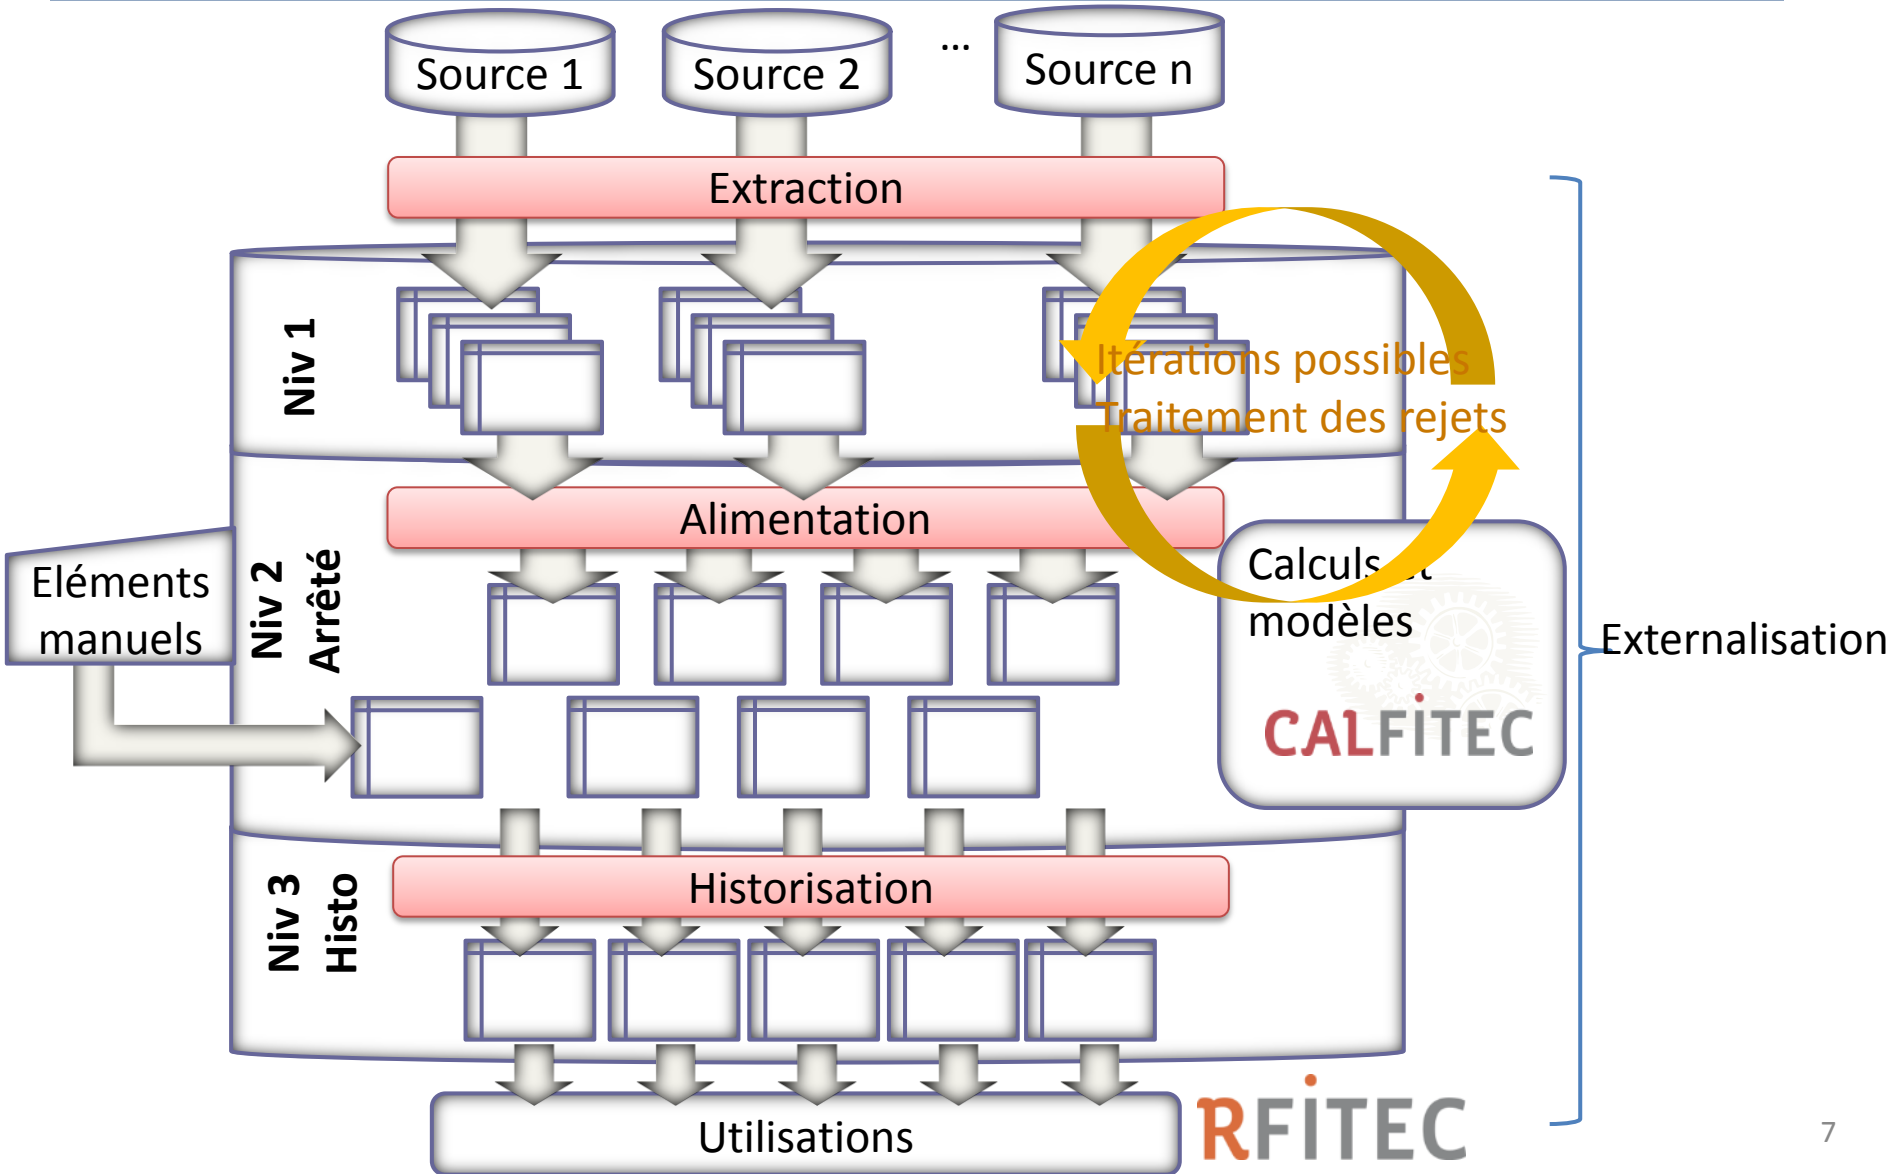 Source 1
Source 2
...
Source n
Extraction
Niv 1
Itérations possibles
Traitement des rejets
Alimentation
Eléments
manuels
Niv 2
Arrêté
Calculs et
modèles
CALFITEC
Externalisation
Niv 3
Histo
Historisation
Utilisations
RFITEC
7